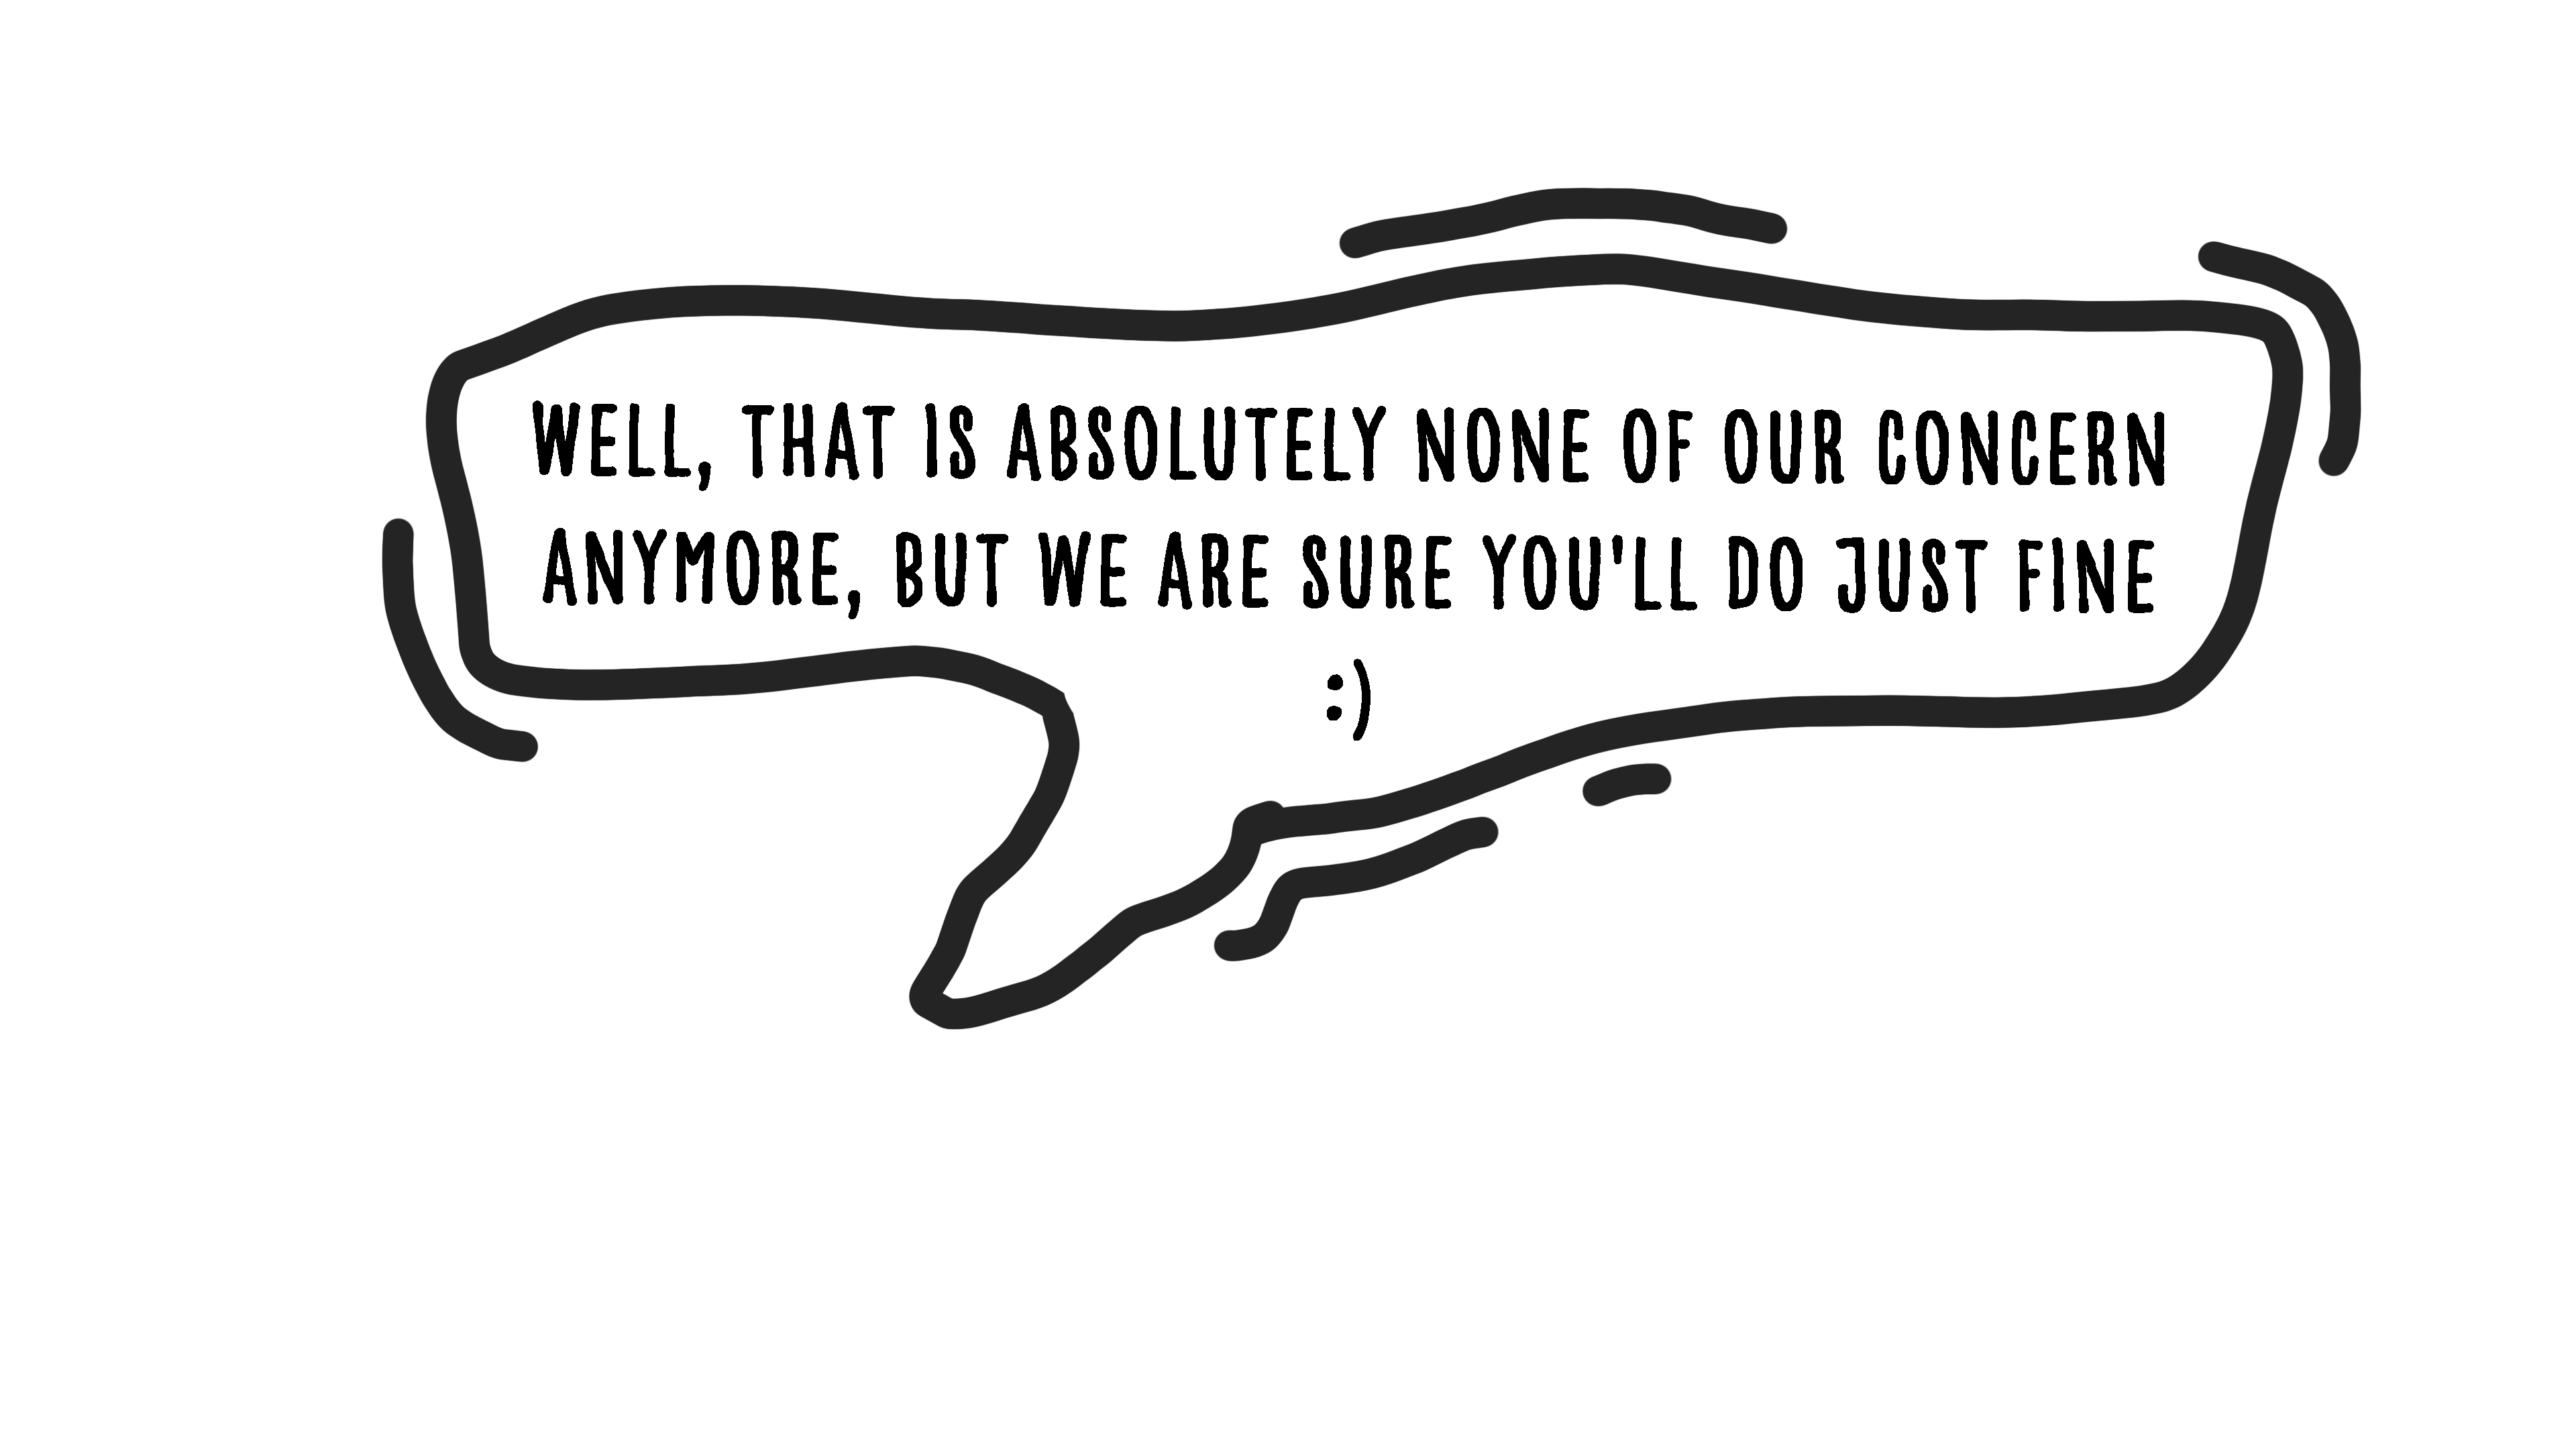 WELL, THAT IS ABSOLUTELY NONE OF OUR CONCERN
ANYMORE, BUT WE ARE SURE YOU'LL DO JUST FINE
:)